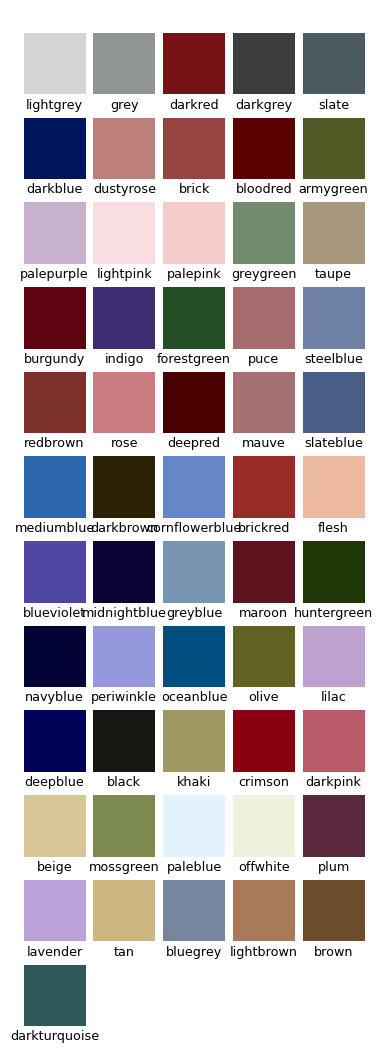 lightgrey grey darkred darkgrey slate
darkblue dustyrose brick bloodred armygreen
palepurple lightpink palepink greygreen taupe
burgundy indigo forestgreen puce steelblue
redbrown rose deepred mauve slateblue
mediumblue darkbrown cornflowerblue brickred flesh
blueviolet midnightblue greyblue maroon huntergreen
navyblue periwinkle oceanblue olive lilac
deepblue black khaki crimson darkpink
beige mossgreen paleblue offwhite plum
lavender tan bluegrey lightbrown brown
darkturquoise